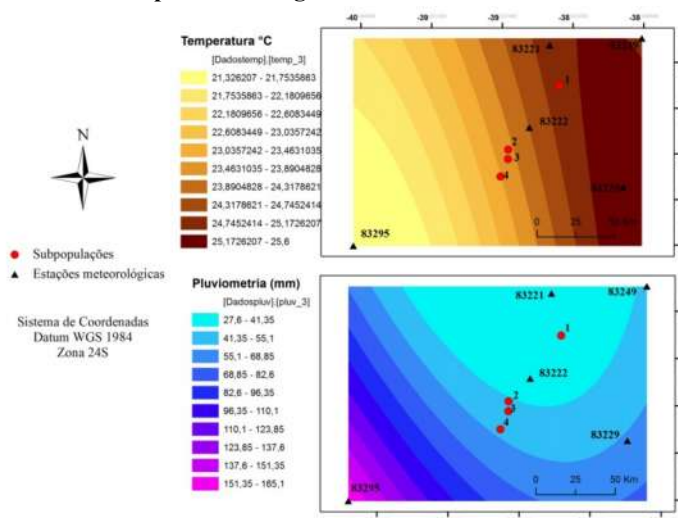 -40
-39
-39
-38
-38
Temperatura °C
[Dadostemp].[temp_3]
21,326207 - 21,7535863
21,7535863 - 22,1809656
22,1809656 - 22,6083449
22,6083449 - 23,0357242
23,0357242 - 23,4631035
23,4631035 - 23,8904828
23,8904828 - 24,3178621
24,3178621 - 24,7452414
24,7452414 - 25,1726207
25,1726207 - 25,6
83221
1
83222
2
3
4
83295
0 25
N
Subpopulações
Estações meteorológicas
Sistema de Coordenadas
Datum WGS 1984
Zona 24S
Pluviometria (mm)
[Dadospluv].[pluv_3]
27,6 - 41,35
41,35 - 55,1
55,1 - 68,85
68,85 - 82,6
82,6 - 96,35
96,35 - 110,1
110,1 - 123,85
123,85 - 137,6
137,6 - 151,35
151,35 - 165,1
83221
83249
1
83222
2
3
4
83229
83295
0 25 50 Km